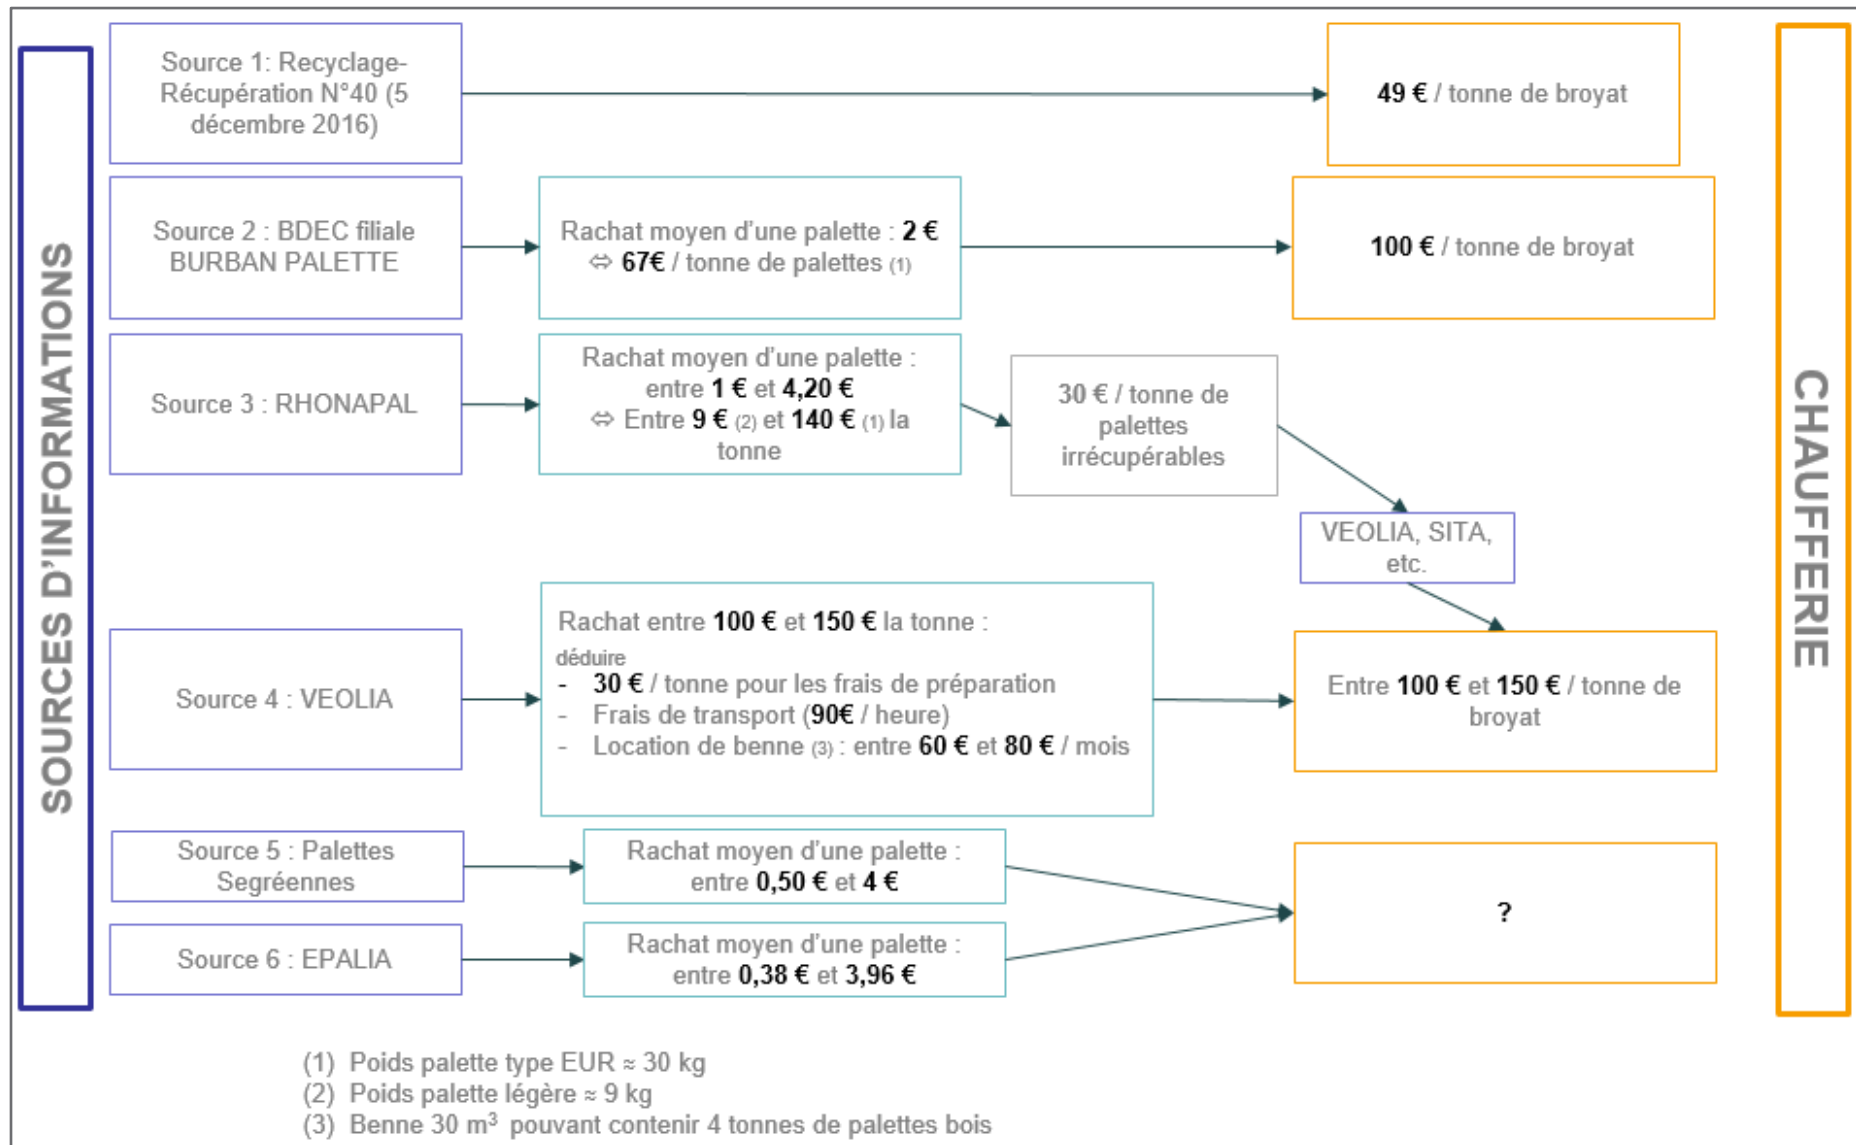 SOURCES D'INFORMATIONS
Source 1: Recyclage-
Récupération N°40 (5
décembre 2016)
49 € / tonne de broyat
Source 2 : BDEC filiale
BURBAN PALETTE
Rachat moyen d'une palette : 2 €
⇔ 67€ / tonne de palettes (1)
100 € / tonne de broyat
Source 3 : RHONAPAL
Rachat moyen d'une palette :
entre 1 € et 4,20 €
⇔ Entre 9 € (2) et 140 € (1) la
tonne
30 € / tonne de
palettes
irrécupérables
VEOLIA, SITA,
etc.
Source 4 : VEOLIA
Rachat entre 100 € et 150 € la tonne :
déduire
- 30 € / tonne pour les frais de préparation
- Frais de transport (90€ / heure)
- Location de benne (3) : entre 60 € et 80 € / mois
Entre 100 € et 150 € / tonne de
broyat
Source 5 : Palettes
Segréennes
Rachat moyen d'une palette :
entre 0,50 € et 4 €
Source 6 : EPALIA
Rachat moyen d'une palette :
entre 0,38 € et 3,96 €
?
CHAUFFERIE
(1) Poids palette type EUR ≈ 30 kg
(2) Poids palette légère ≈ 9 kg
(3) Benne 30 m³ pouvant contenir 4 tonnes de palettes bois